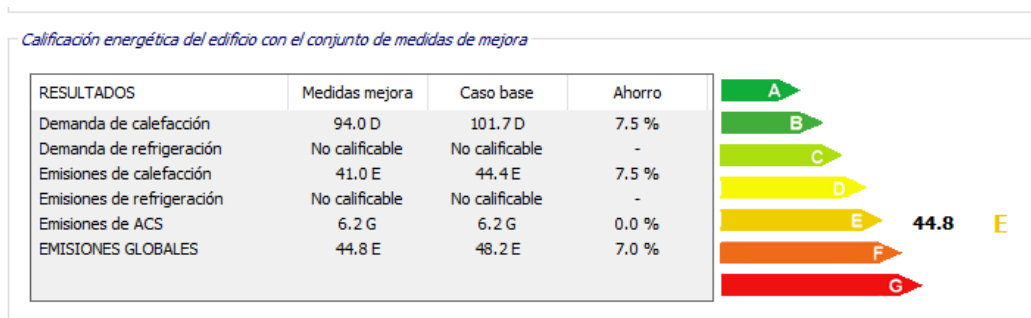 Calificación energética del edificio con el conjunto de medidas de mejora
RESULTADOS Medidas mejora Caso base Ahorro
Demanda de calefacción 94.0 D 101.7 D 7.5 %
Demanda de refrigeración No calificable No calificable -
Emisiones de calefacción 41.0 E 44.4 E 7.5 %
Emisiones de refrigeración No calificable No calificable -
Emisiones de ACS 6.2 G 6.2 G 0.0 %
EMISIONES GLOBALES 44.8 E 48.2 E 7.0 %
A
B
C
D
E 44.8 E
F
G